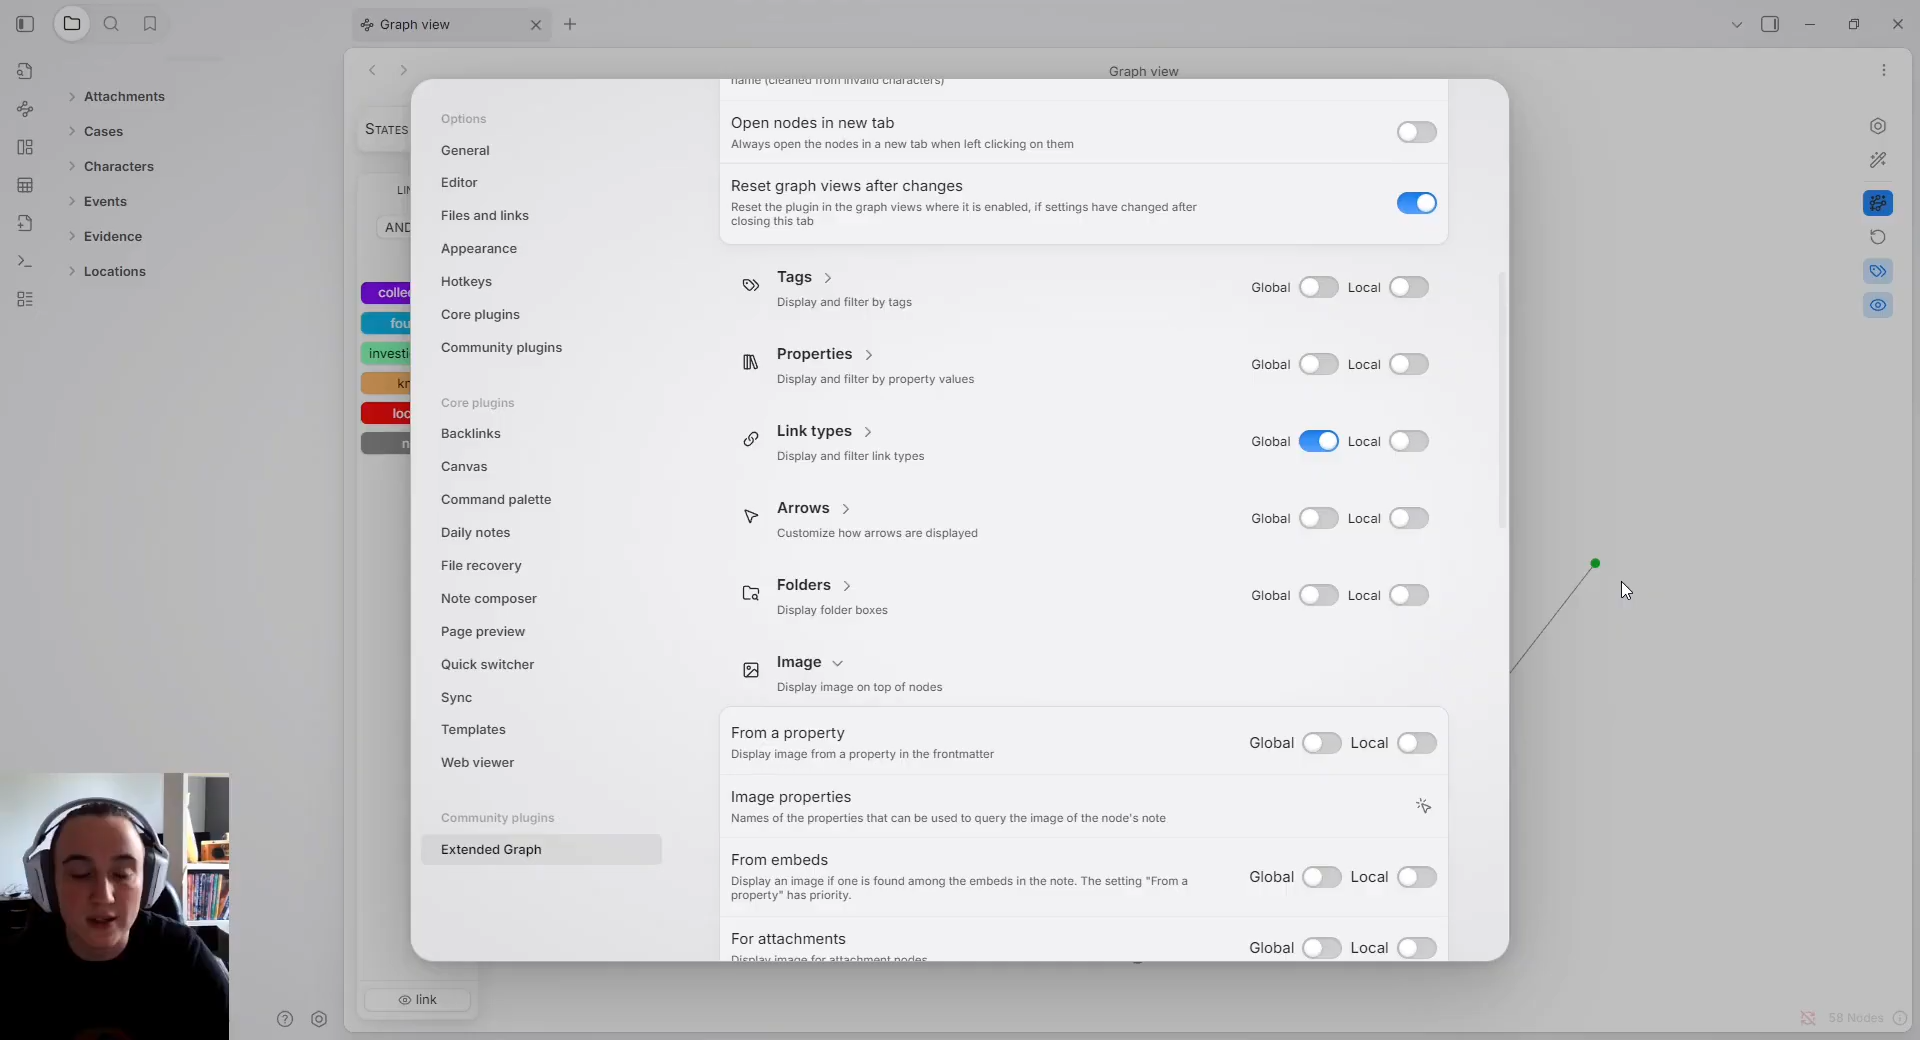 Graph view
Graph view
Attachments
Cases
Characters
Events
Evidence
Locations
STATES
AND
link
Options
General
Editor
Files and links
Appearance
Hotkeys
Core plugins
Community plugins
Core plugins
Backlinks
Canvas
Command palette
Daily notes
File recovery
Note composer
Page preview
Quick switcher
Sync
Templates
Web viewer
Community plugins
Extended Graph
name (cleaned from invalid characters)
Open nodes in new tab
Always open the nodes in a new tab when left clicking on them
Reset graph views after changes
Reset the plugin in the graph views where it is enabled, if settings have changed after
closing this tab
Tags
Global Local
Display and filter by tags
Properties
Global Local
Display and filter by property values
Link types
Global Local
Display and filter link types
Arrows
Global Local
Customize how arrows are displayed
Folders
Global Local
Display folder boxes
Image
Display image on top of nodes
From a property
Global Local
Display image from a property in the frontmatter
Image properties
Names of the properties that can be used to query the image of the node's note
From embeds
Global Local
Display an image if one is found among the embeds in the note. The setting "From a
property" has priority.
For attachments
Global Local
Display image for attachment nodes
58 Nodes